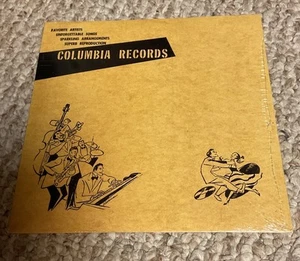 FAVORITE ARTISTS
UNFORGETTABLE SONGS
SPARKLING ARRANGEMENTS
SUPERB REPRODUCTION
COLUMBIA RECORDS